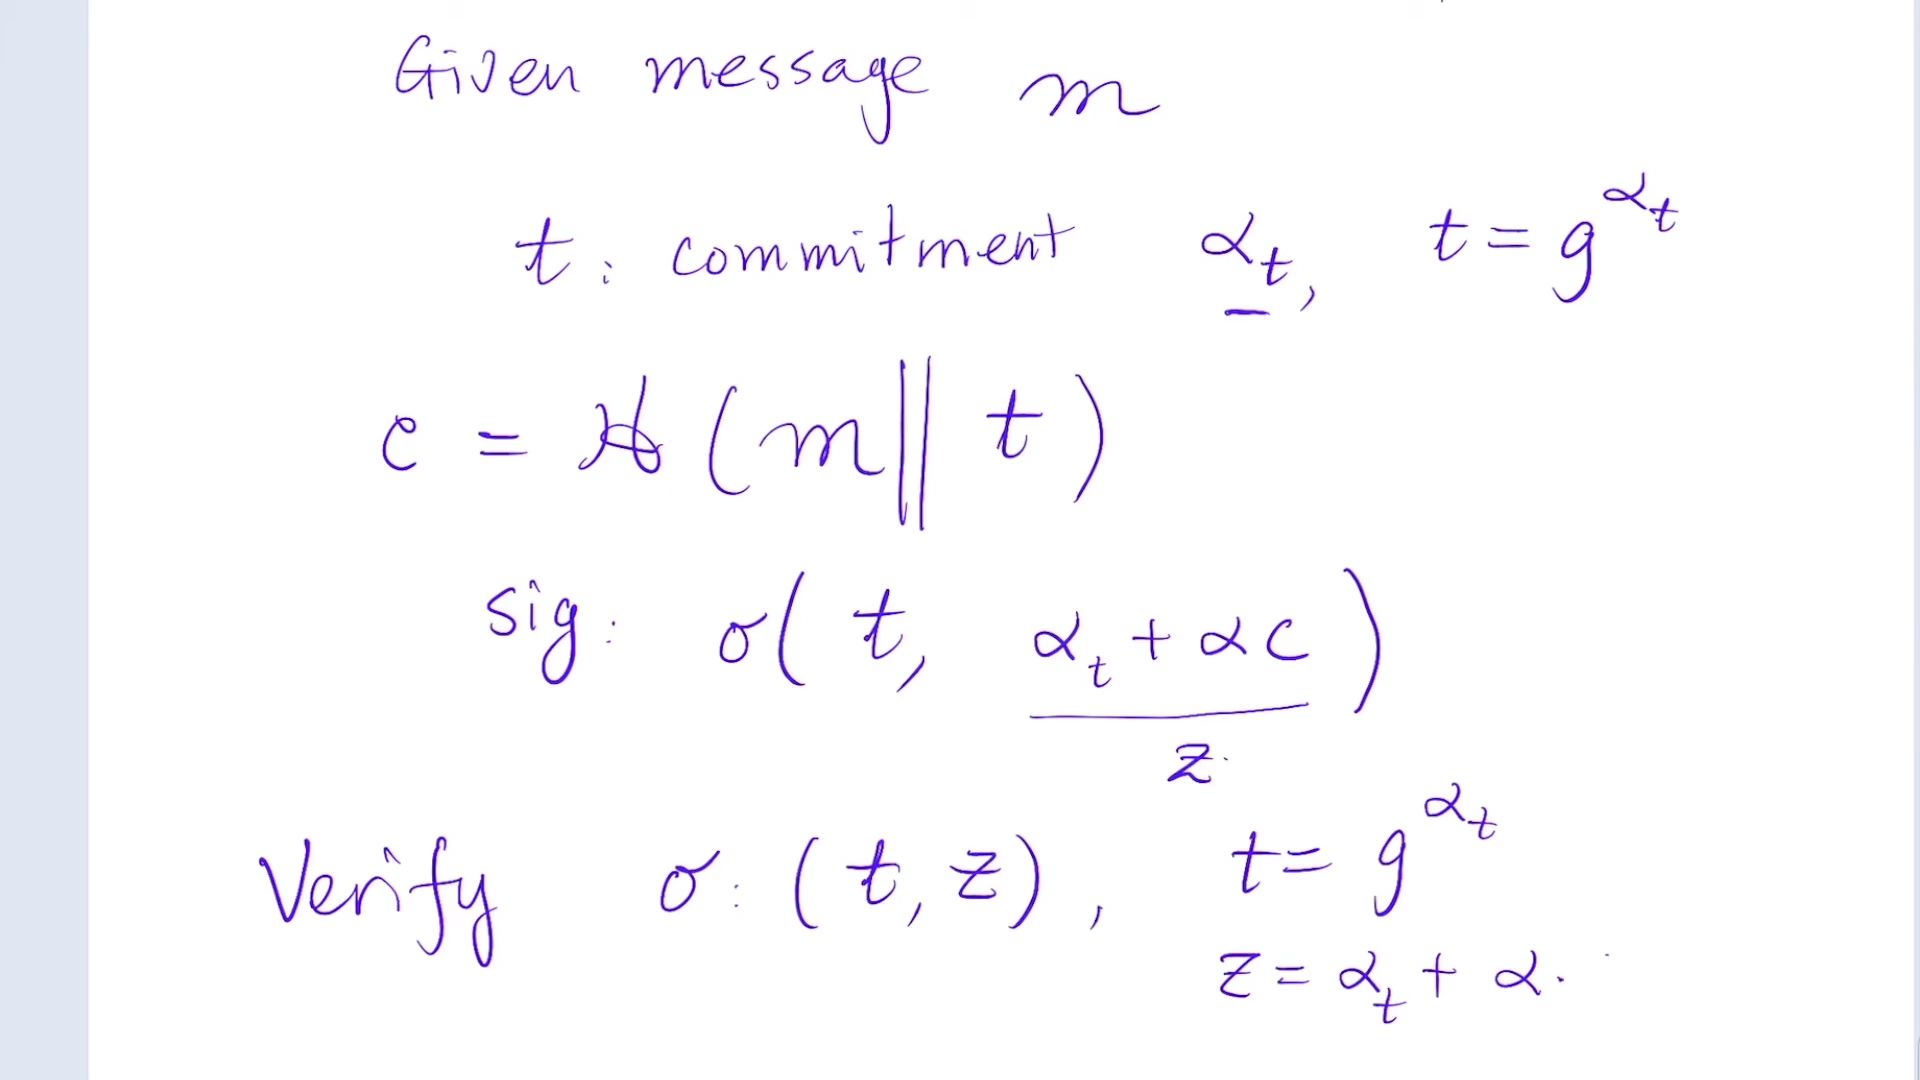 Given message m
t: commitment α_t, t = g^{α_t}
c = H(m || t)
sig: σ(t, α_t + αc)
z.
Verify σ: (t, z), t = g^{α_t}
z = α_t + α.